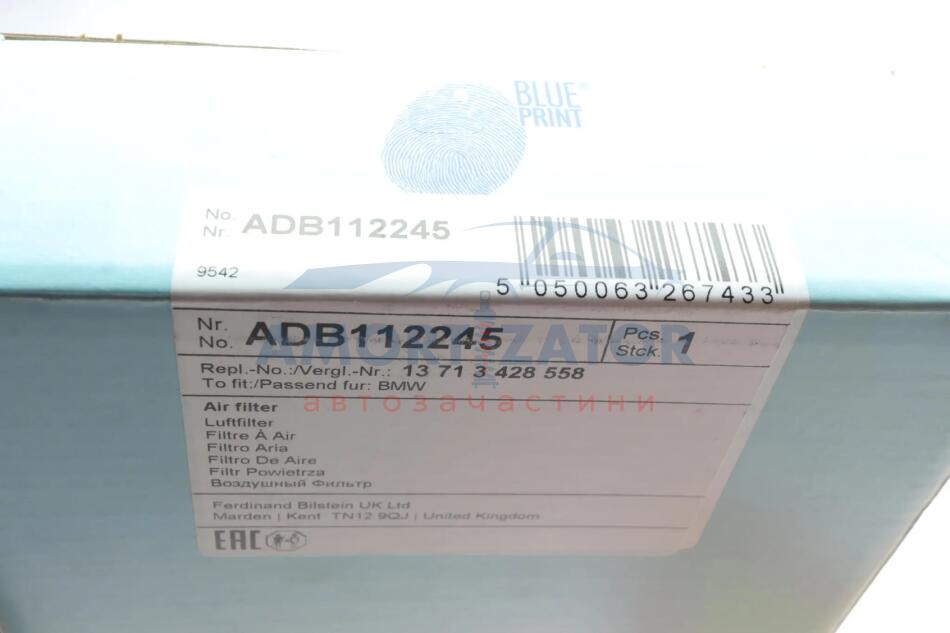 BLUE
PRINT
No.
Nr. ADB112245
9542
5 050063 267433
Nr.
No. ADB112245
Pcs.
Stck. 1
Repl.-No.:/Vergl.-Nr.: 13 71 3 428 558
To fit:/Passend fur: BMW
AMORTIZATOR
автозачастини
Air filter
Luftfilter
Filtre À Air
Filtro Aria
Filtro De Aire
Filtr Powietrza
Воздушный Фильтр
Ferdinand Bilstein UK Ltd
Marden | Kent TN12 9QJ | United Kingdom
EAC